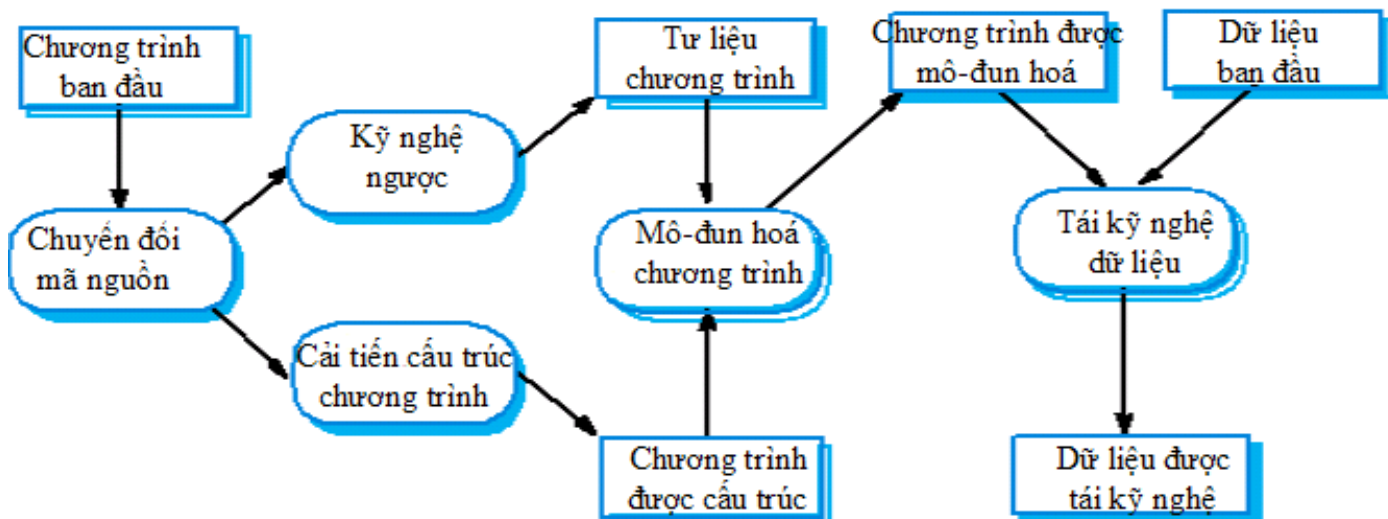 Chương trình
ban đầu
Tư liệu
chương trình
Chương trình được
mô-đun hoá
Dữ liệu
ban đầu
Kỹ nghệ
ngược
Chuyển đổi
mã nguồn
Mô-đun hoá
chương trình
Tái kỹ nghệ
dữ liệu
Cải tiến cấu trúc
chương trình
Chương trình
được cấu trúc
Dữ liệu được
tái kỹ nghệ